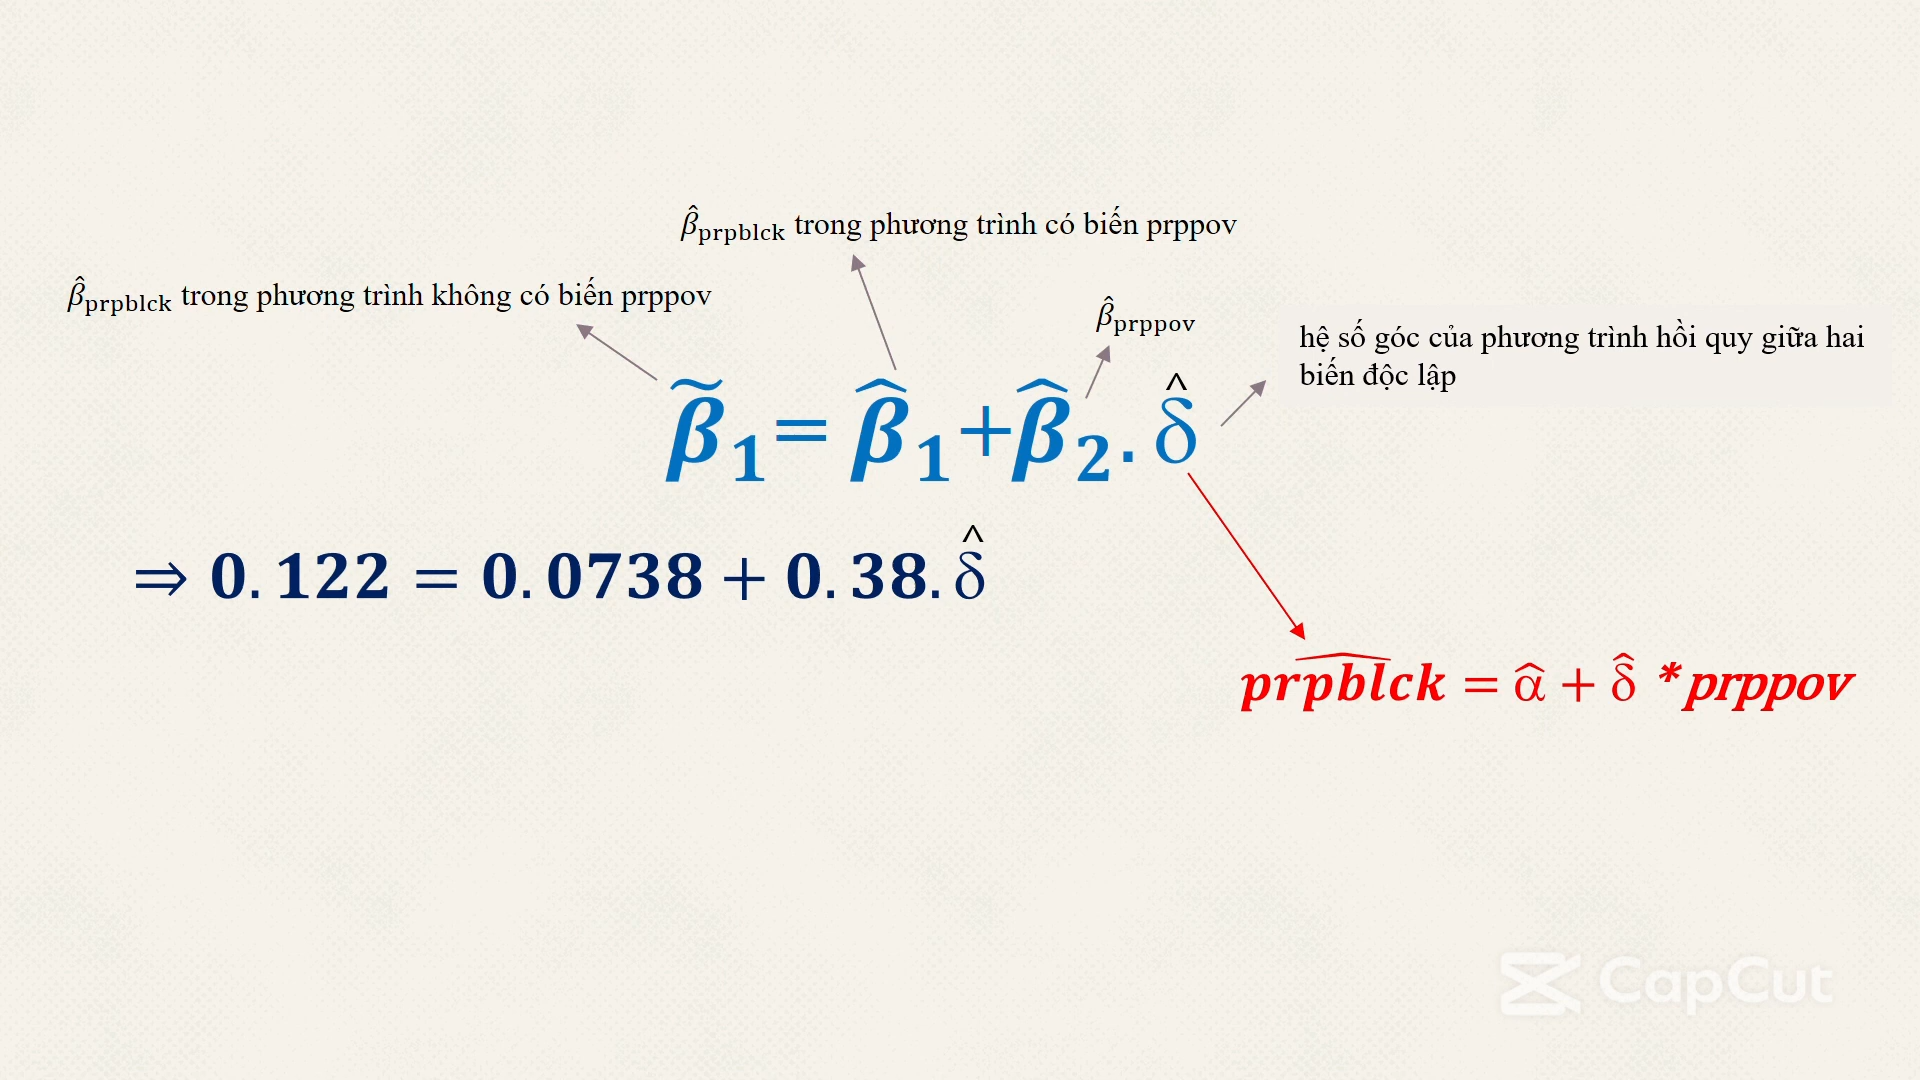 β̂prpblck trong phương trình có biến prppov
β̂prpblck trong phương trình không có biến prppov
β̂prppov
hệ số góc của phương trình hồi quy giữa hai
biến độc lập
β̃₁= β̂₁+β̂₂. δ̂
⇒ 0.122 = 0.0738 + 0.38. δ̂
prpblck̂ = α̂ + δ̂ * prppov
CapCut